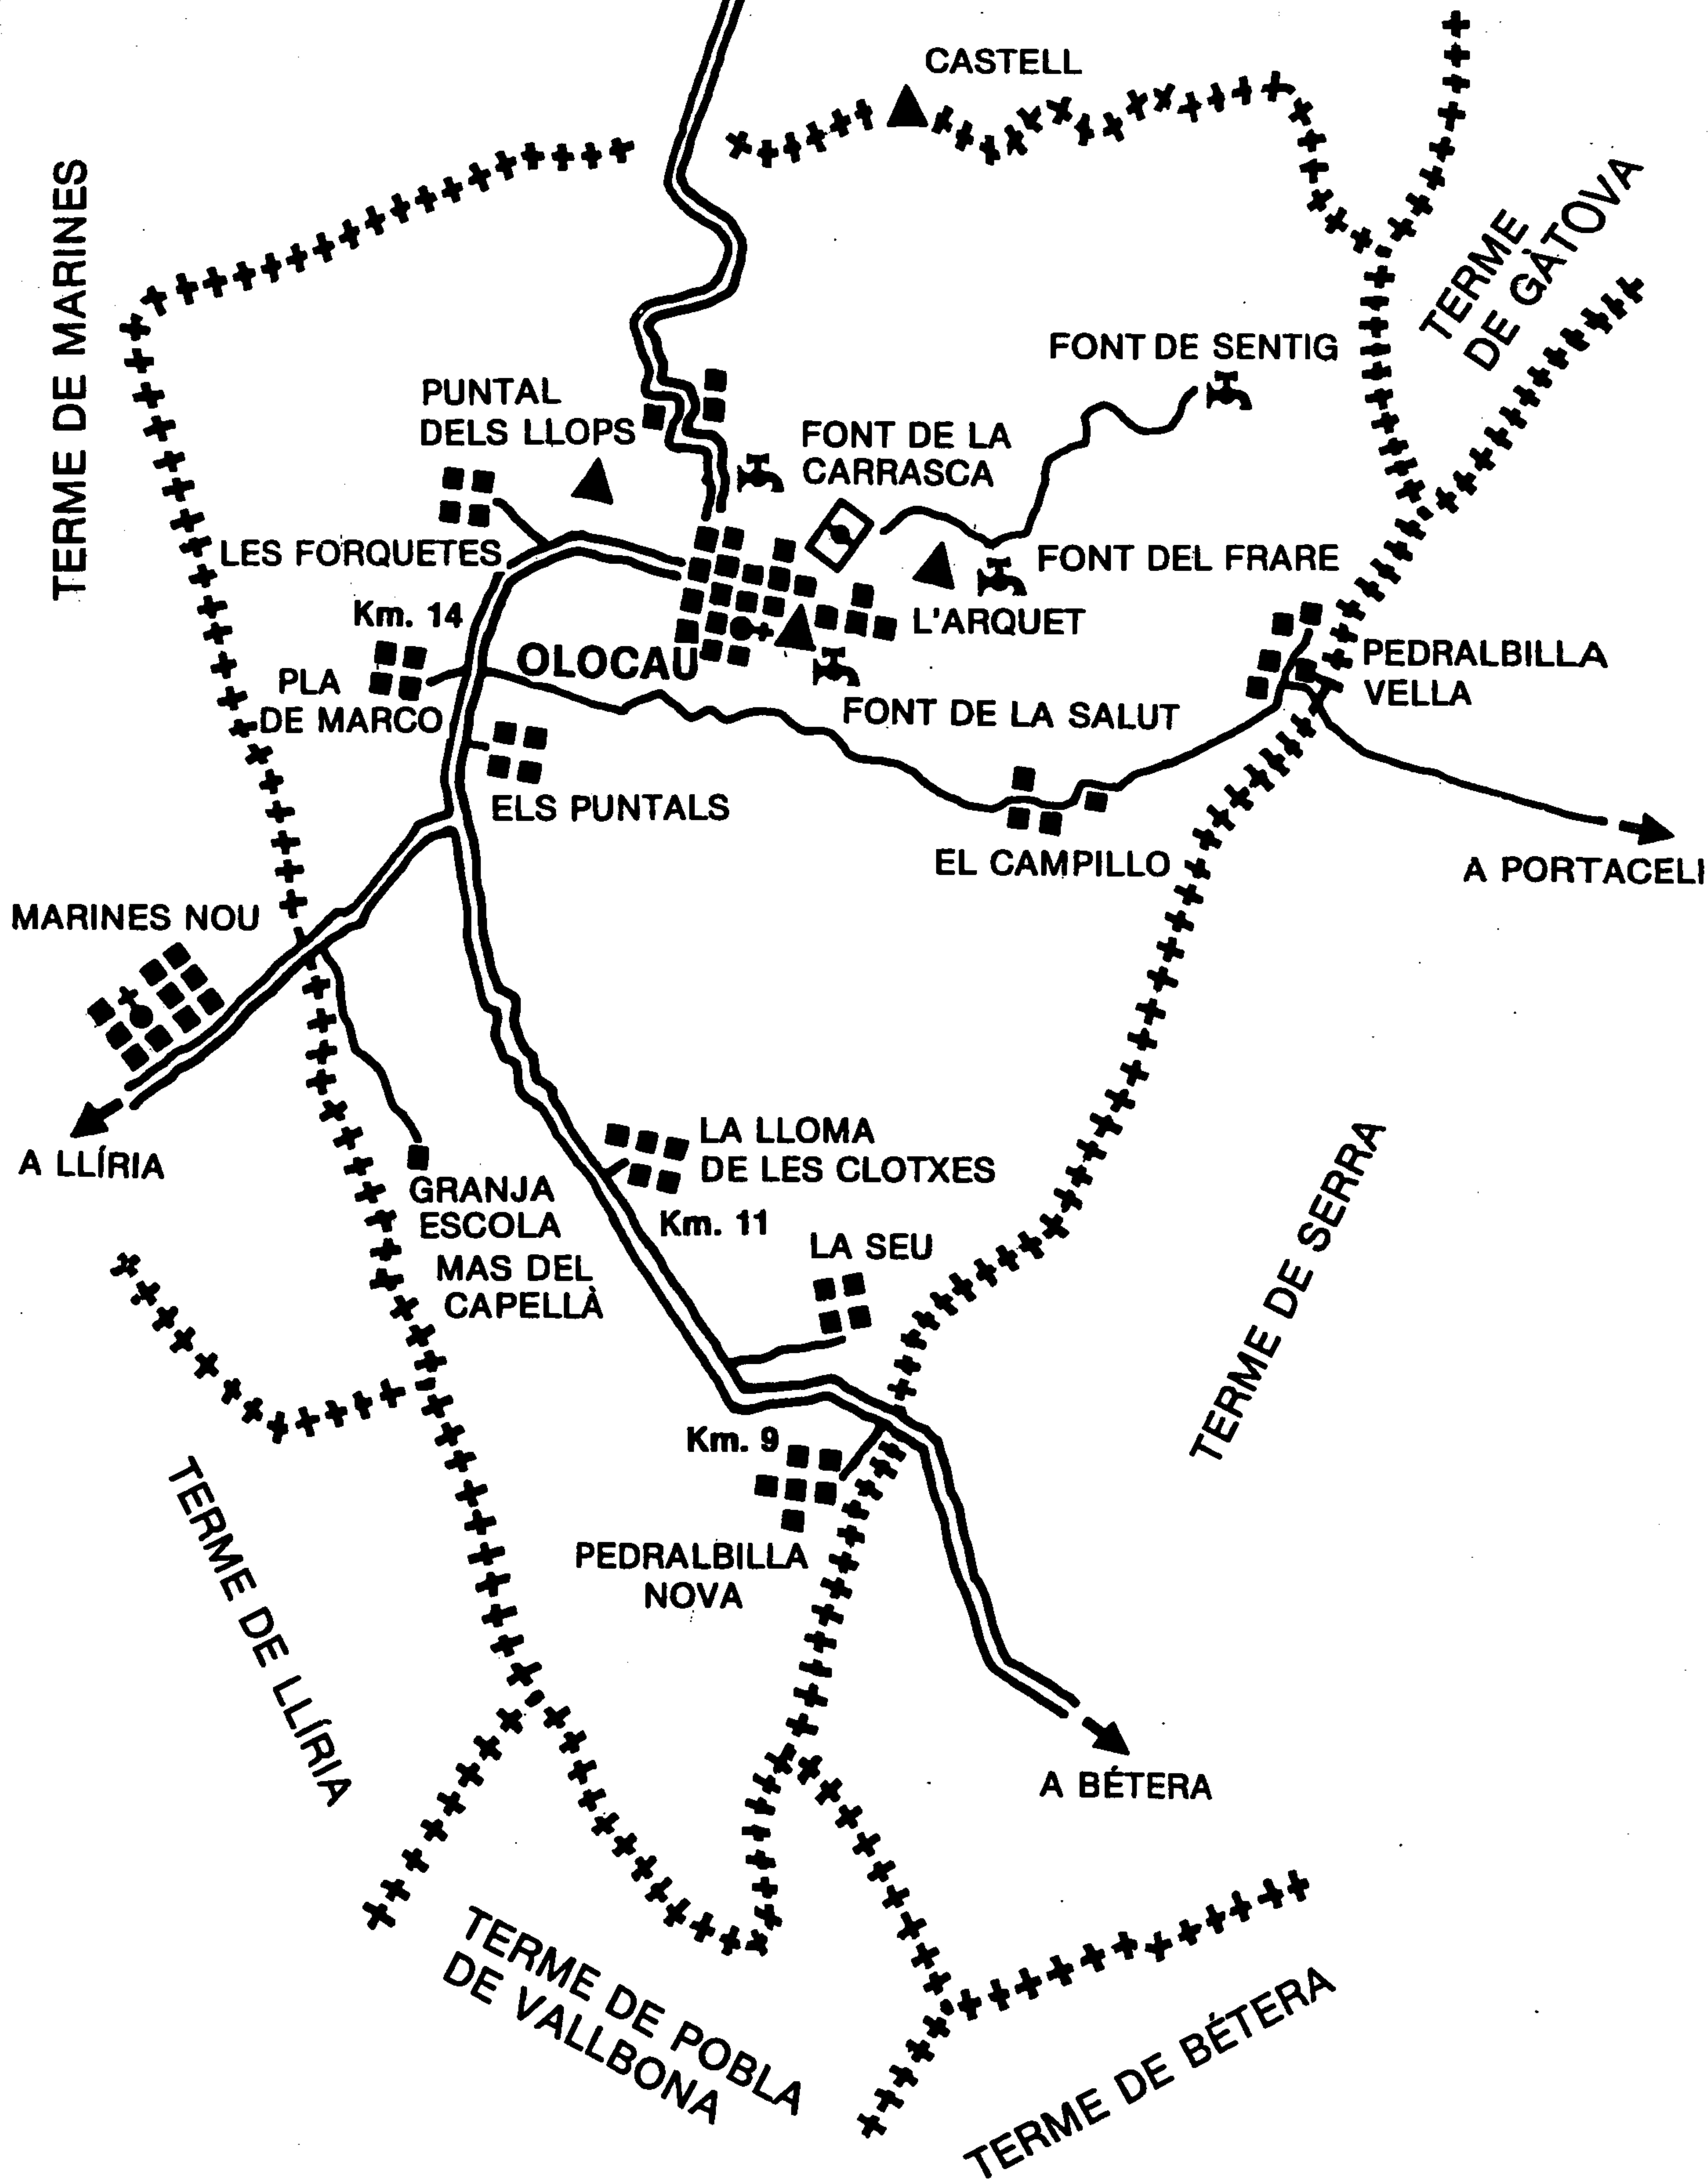 CASTELL
TERME DE MARINES
TERME
DE GÀTOVA
FONT DE SENTIG
PUNTAL
DELS LLOPS
FONT DE LA
CARRASCA
LES FORQUETES
FONT DEL FRARE
Km. 14
L'ARQUET
OLOCAU
PEDRALBILLA
VELLA
PLA
DE MARCO
FONT DE LA SALUT
ELS PUNTALS
EL CAMPILLO
A PORTACELI
MARINES NOU
A LLÍRIA
LA LLOMA
DE LES CLOTXES
GRANJA
ESCOLA
MAS DEL
CAPELLÀ
Km. 11
LA SEU
TERME DE SERRA
Km. 9
PEDRALBILLA
NOVA
TERME DE LLÍRIA
A BÉTERA
TERME DE POBLA
DE VALLBONA
TERME DE BÉTERA